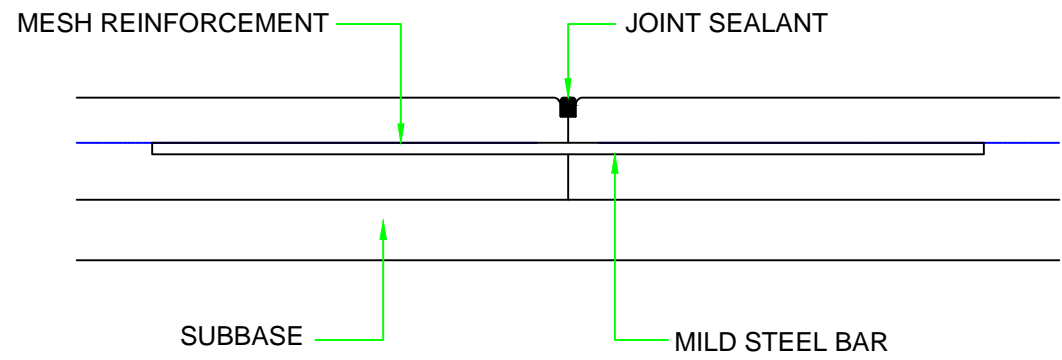 MESH REINFORCEMENT
JOINT SEALANT
SUBBASE
MILD STEEL BAR